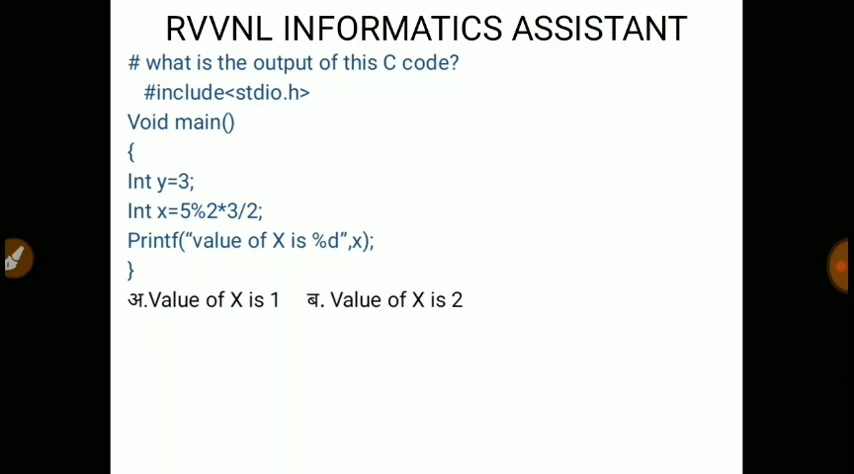 RVVNL INFORMATICS ASSISTANT
# what is the output of this C code?
#include<stdio.h>
Void main()
{
Int y=3;
Int x=5%2*3/2;
Printf(“value of X is %d”,x);
}
अ.Value of X is 1 ब. Value of X is 2